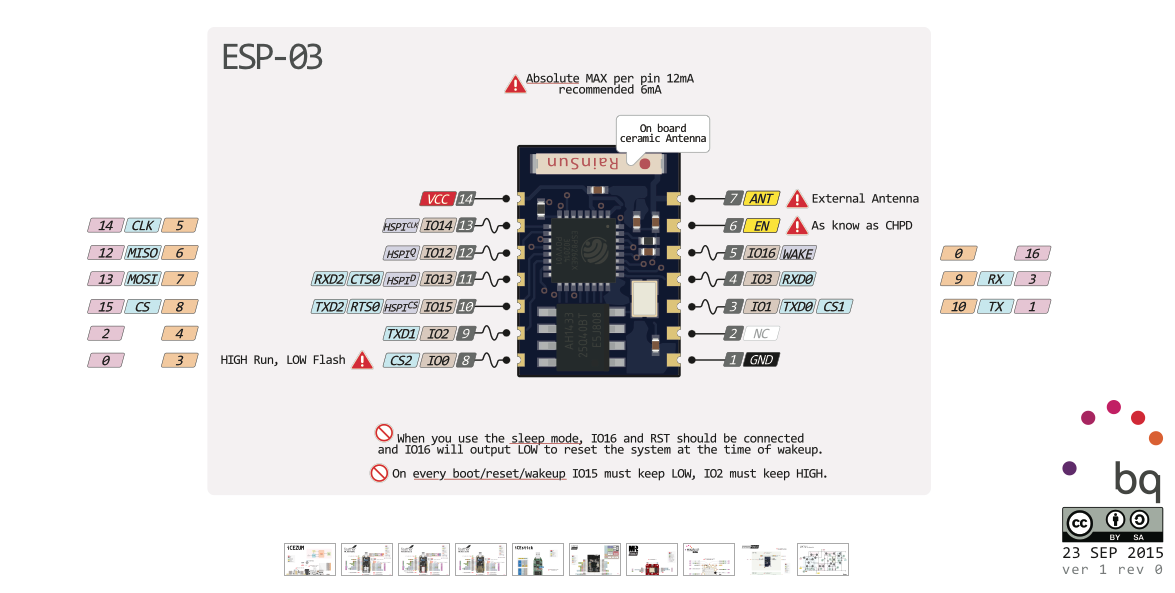 ESP-03
Absolute MAX per pin 12mA
recommended 6mA
On board
ceramic Antenna
RainSun
VCC 14
7 ANT External Antenna
14 CLK 5 HSPICLK IO14 13
6 EN As know as CHPD
12 MISO 6 HSPIQ IO12 12
5 IO16 WAKE 0 16
13 MOSI 7 RXD2 CTS0 HSPID IO13 11
4 IO3 RXD0 9 RX 3
15 CS 8 TXD2 RTS0 HSPICS IO15 10
3 IO1 TXD0 CS1 10 TX 1
2 4 TXD1 IO2 9
2 NC
0 3 HIGH Run, LOW Flash CS2 IO0 8
1 GND
When you use the sleep mode, IO16 and RST should be connected
and IO16 will output LOW to reset the system at the time of wakeup.
On every boot/reset/wakeup IO15 must keep LOW, IO2 must keep HIGH.
bq
cc BY SA
23 SEP 2015
ver 1 rev 0
iCEZUM
iCEstick